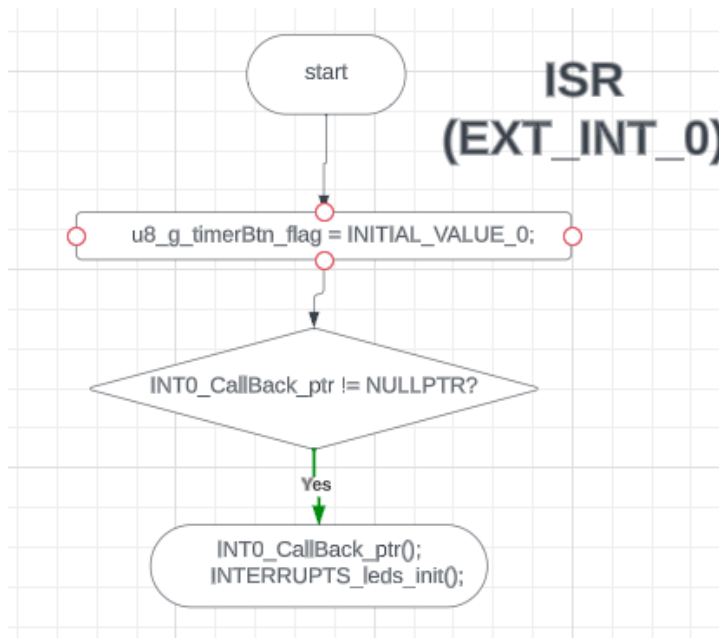 start
ISR
(EXT_INT_0)
u8_g_timerBtn_flag = INITIAL_VALUE_0;
INT0_CallBack_ptr != NULLPTR?
Yes
INT0_CallBack_ptr();
INTERRUPTS_leds_init();